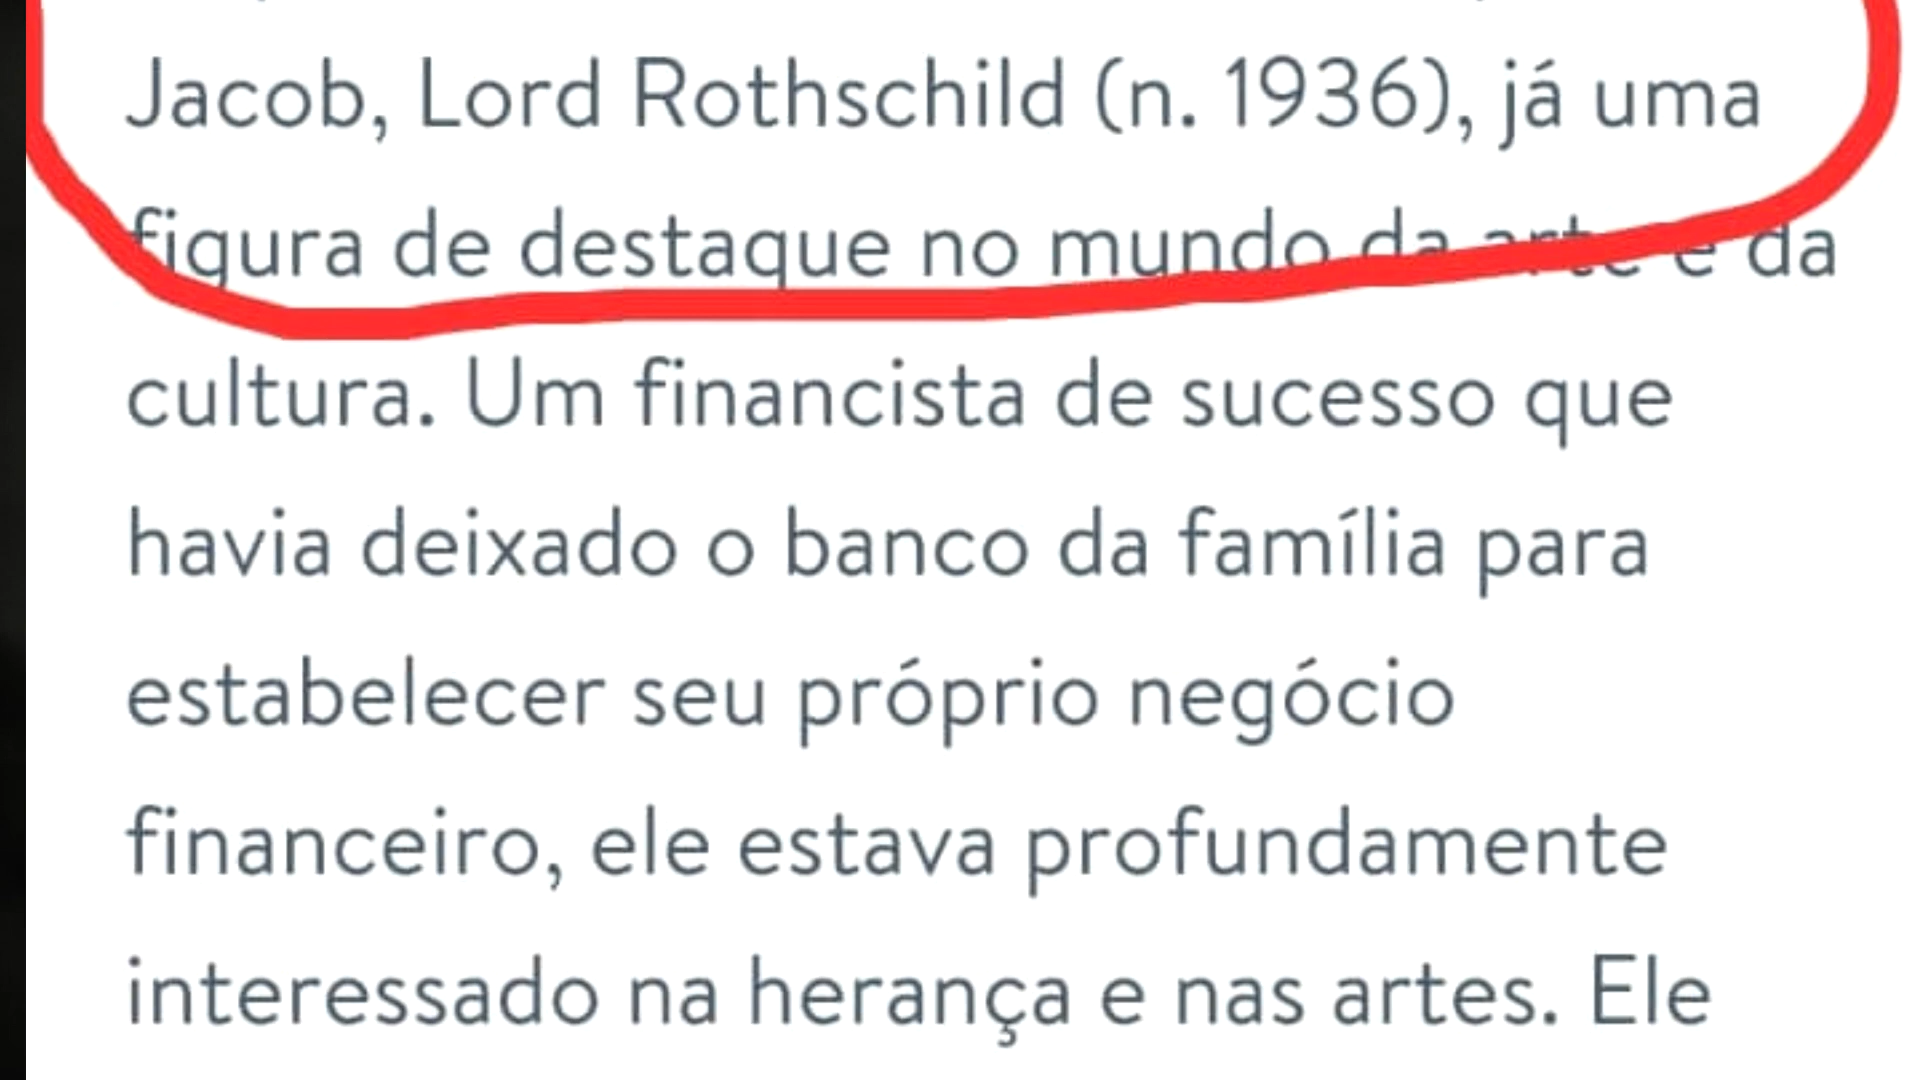 Jacob, Lord Rothschild (n. 1936), já uma
figura de destaque no mundo da arte e da
cultura. Um financista de sucesso que
havia deixado o banco da família para
estabelecer seu próprio negócio
financeiro, ele estava profundamente
interessado na herança e nas artes. Ele